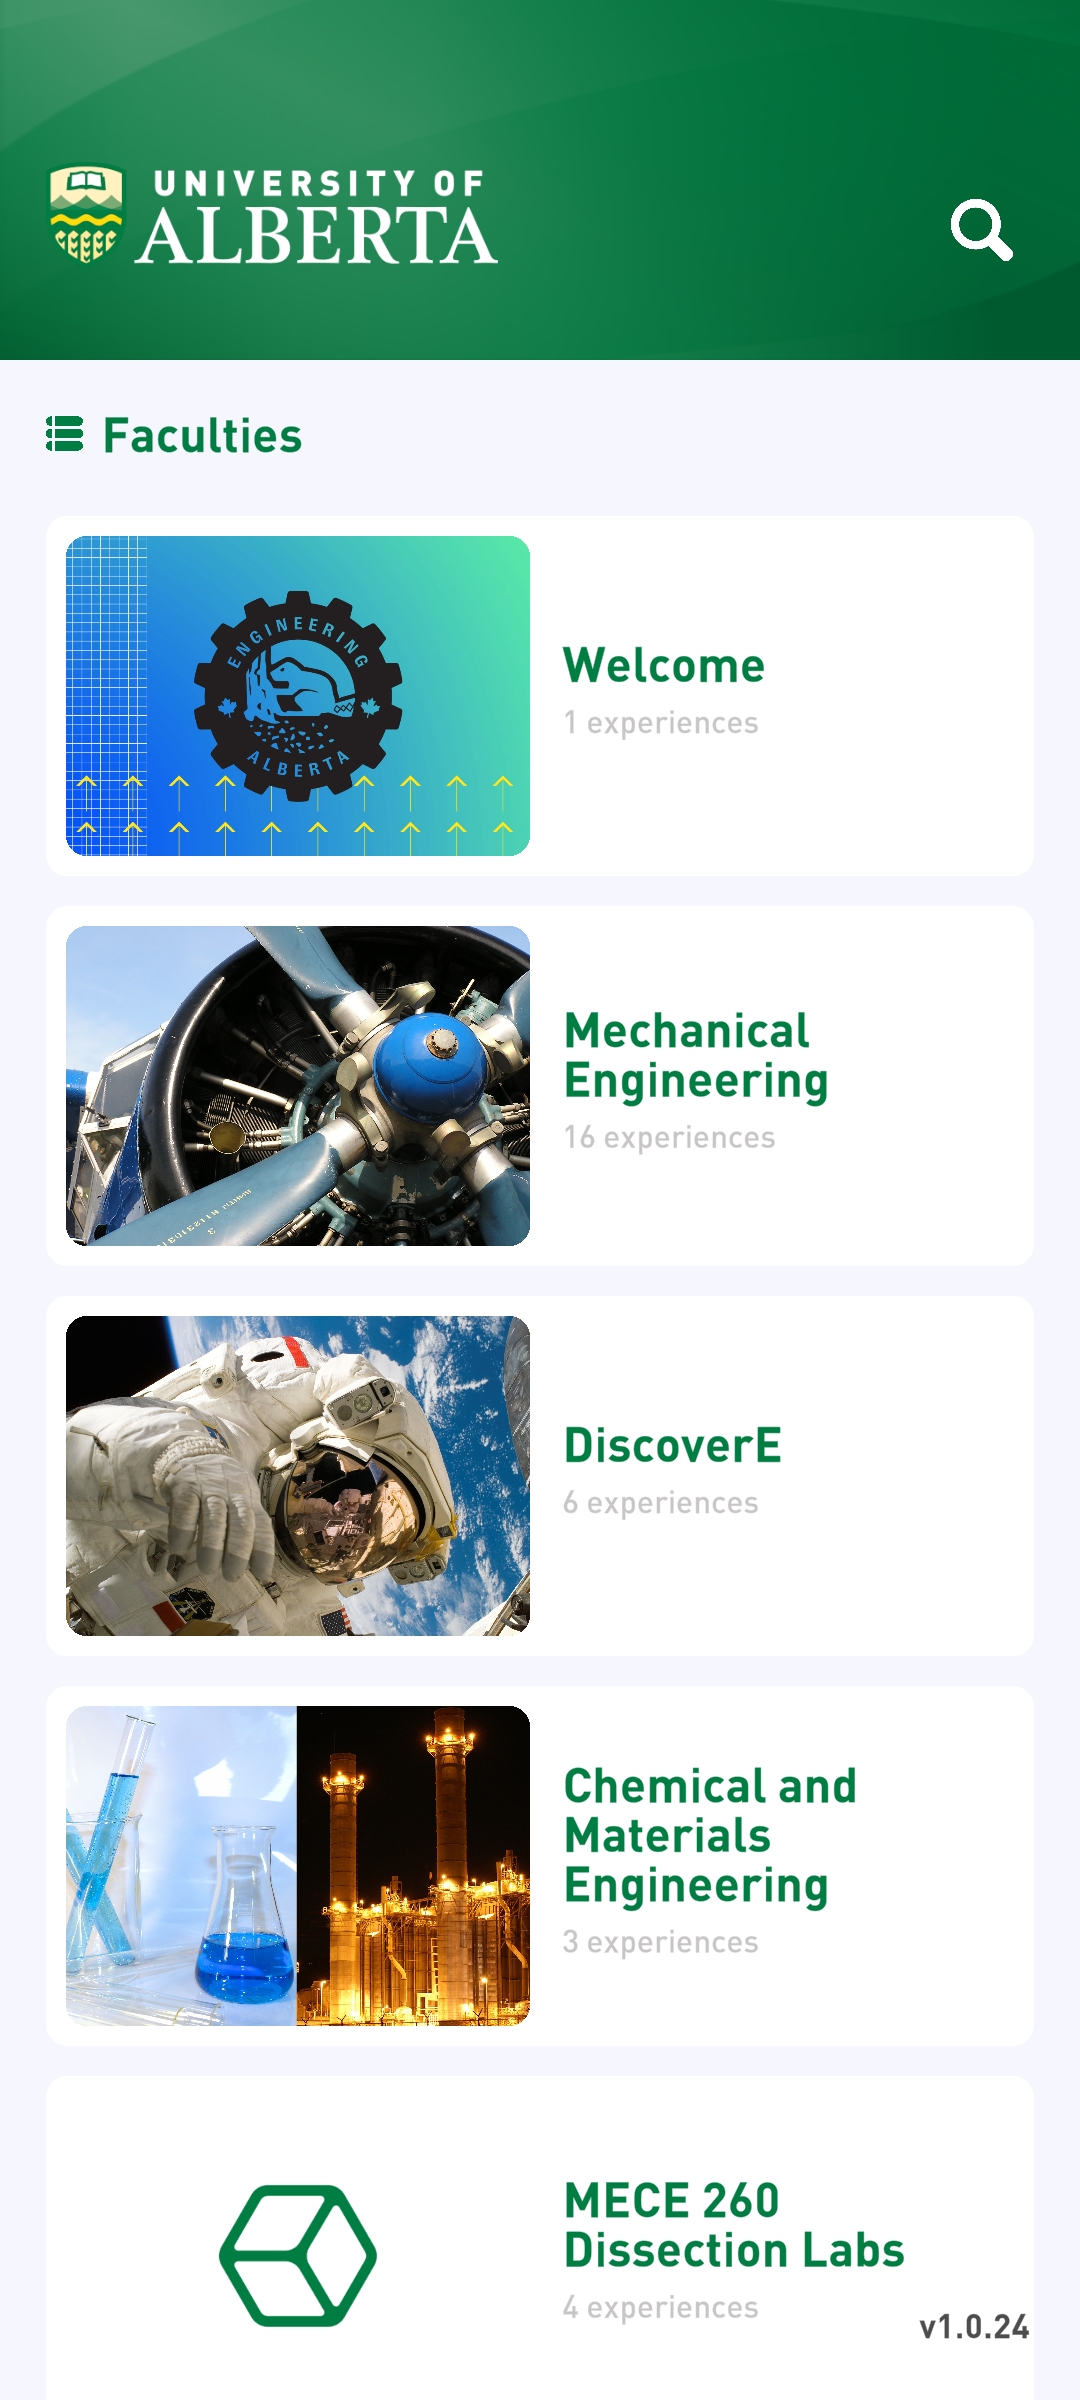 UNIVERSITY OF
ALBERTA
Faculties
ENGINEERING
ALBERTA
Welcome
1 experiences
Mechanical
Engineering
16 experiences
DiscoverE
6 experiences
Chemical and
Materials
Engineering
3 experiences
MECE 260
Dissection Labs
4 experiences
v1.0.24